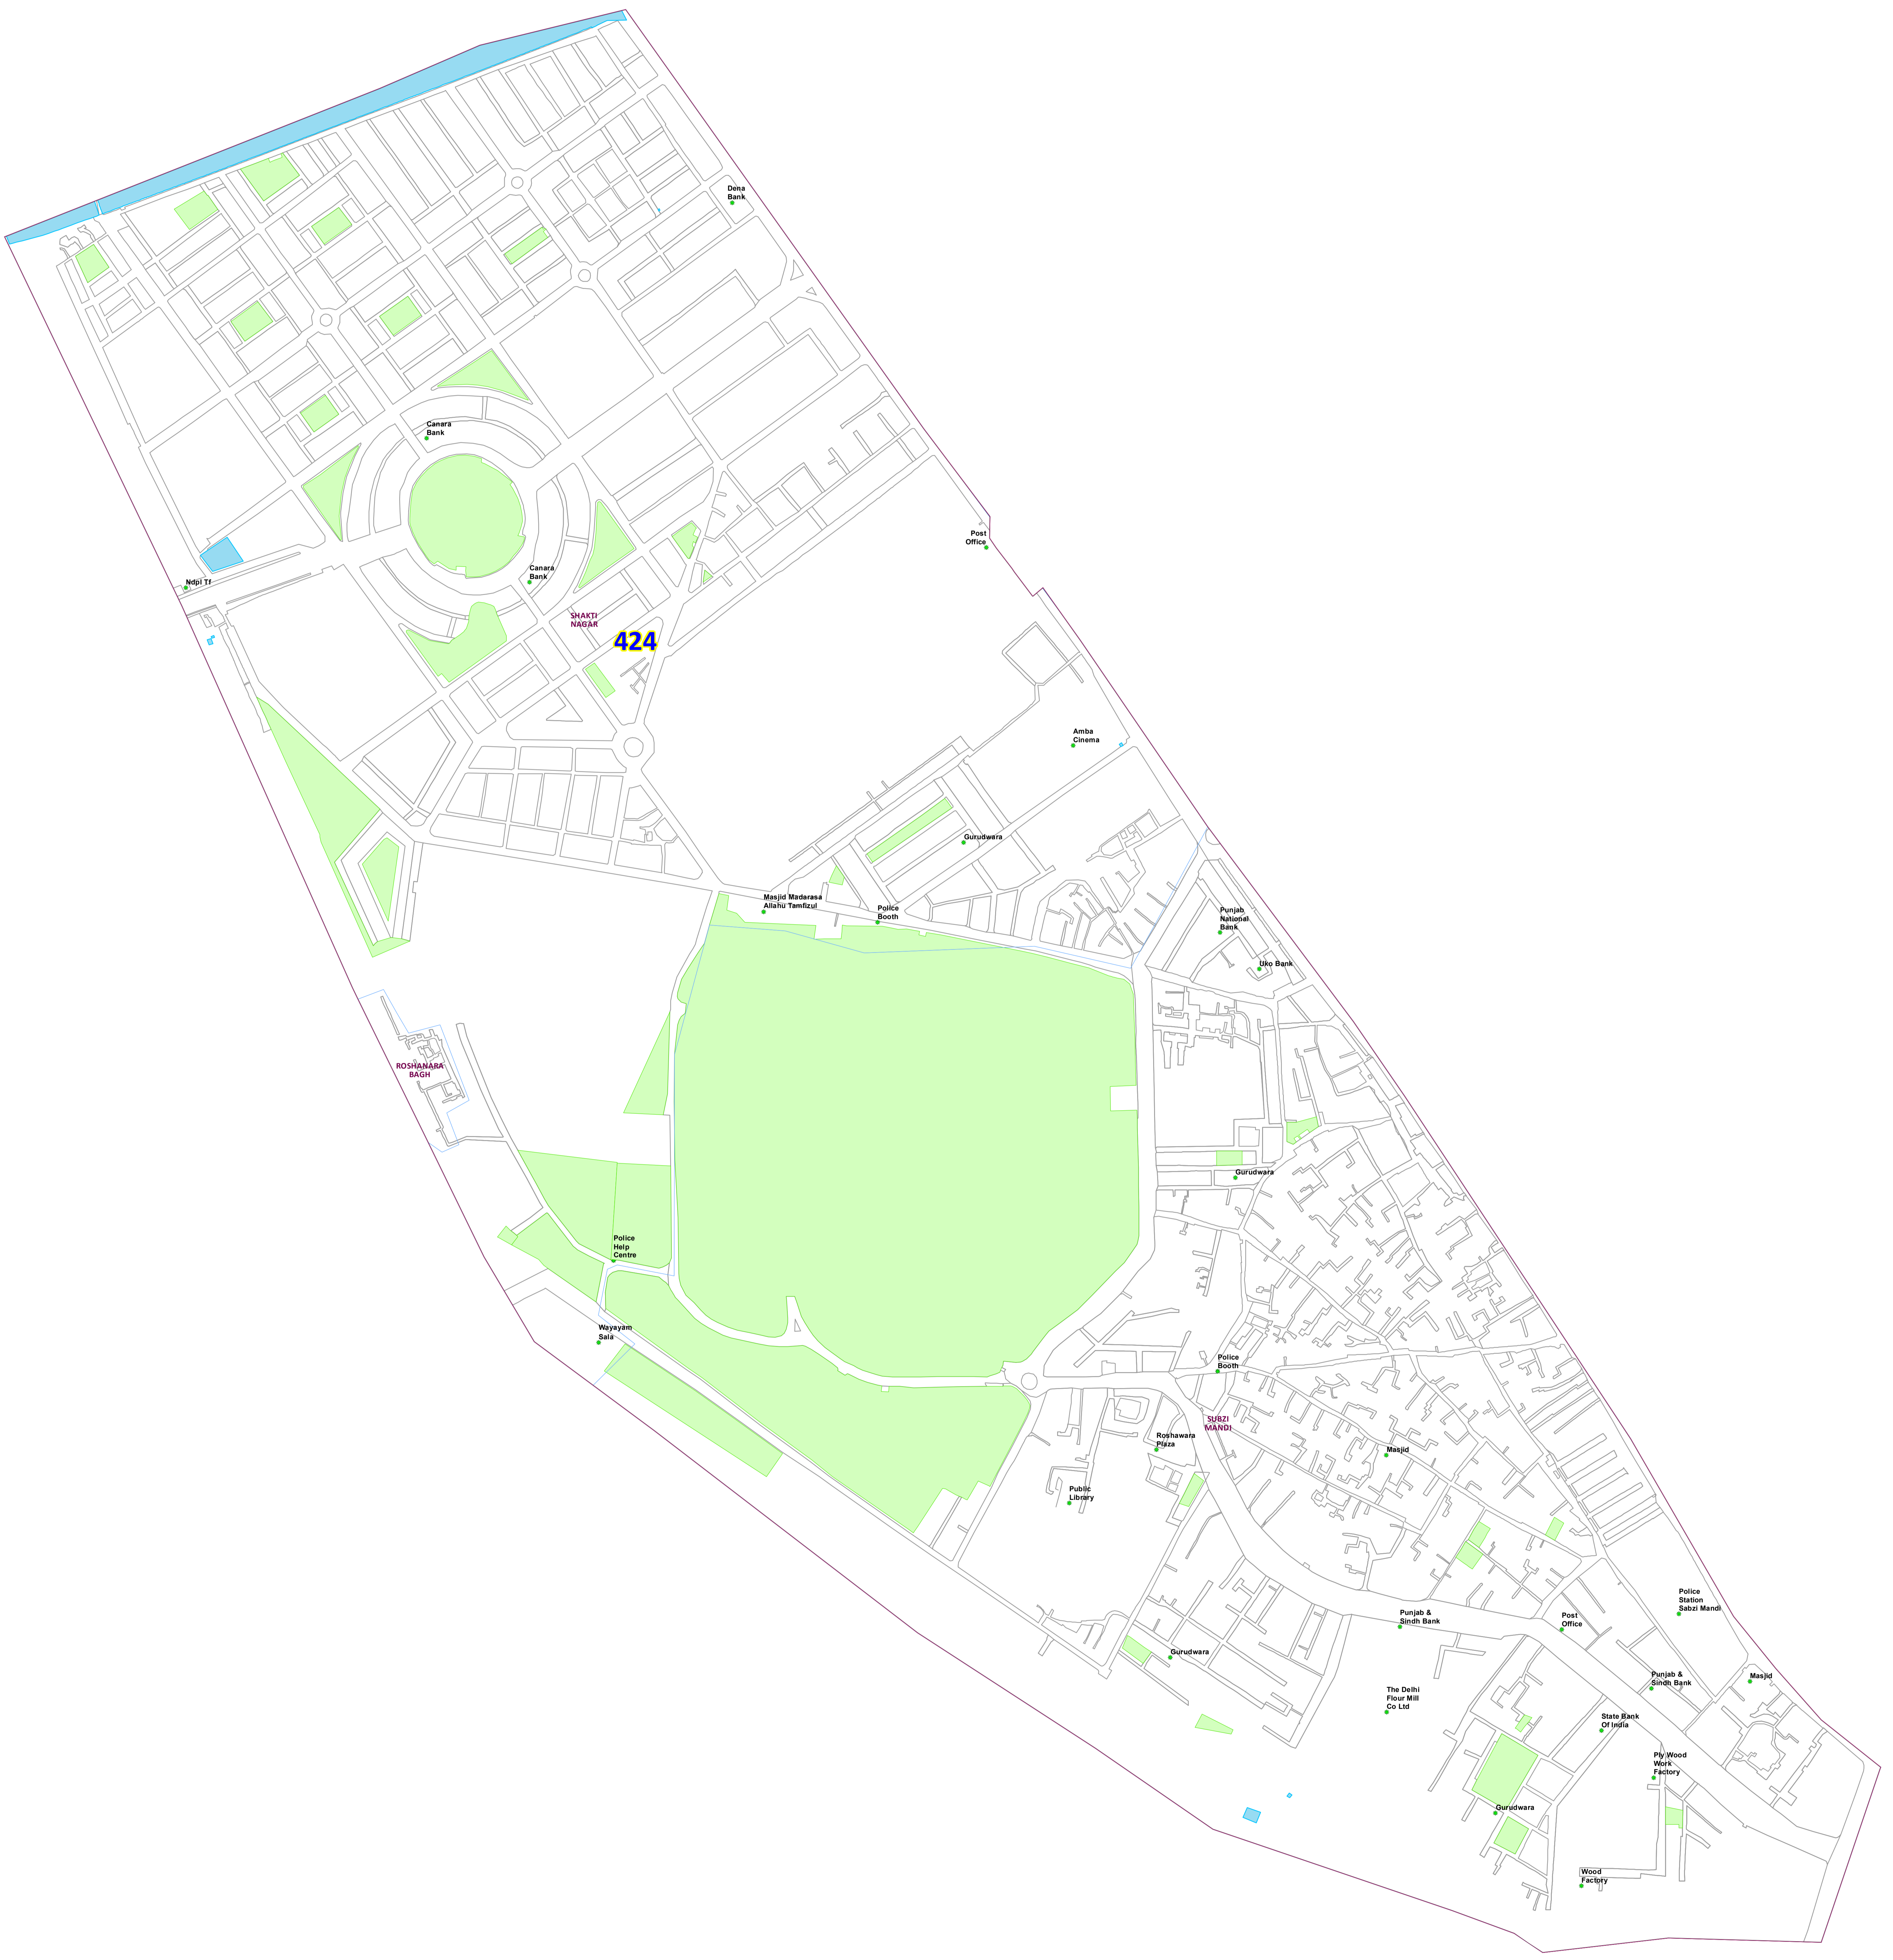 Dena
Bank
Canara
Bank
Post
Office
Canara
Bank
Ndpl Tf
SHAKTI
NAGAR
424
Amba
Cinema
Gurudwara
Masjid Madarasa
Allahu Tamfizul
Police
Booth
Punjab
National
Bank
Uko Bank
ROSHANARA
BAGH
Gurudwara
Police
Help
Centre
Wayayam
Sala
Police
Booth
SUBZI
MANDI
Roshawara
Plaza
Masjid
Public
Library
Police
Station
Sabzi Mandi
Punjab &
Sindh Bank
Post
Office
Gurudwara
Punjab &
Sindh Bank
Masjid
The Delhi
Flour Mill
Co Ltd
State Bank
Of India
Ply Wood
Work
Factory
Gurudwara
Wood
Factory